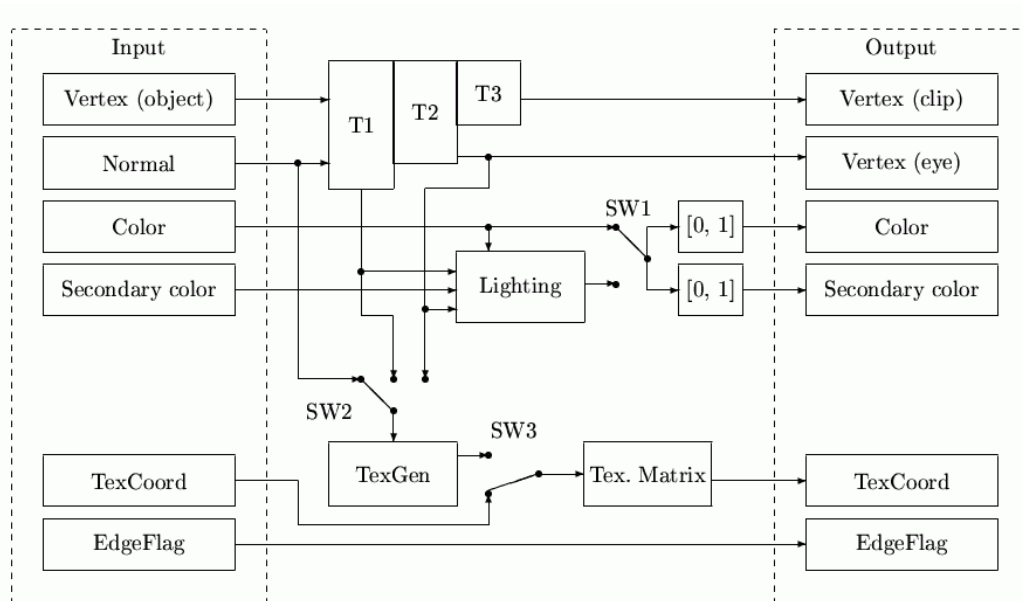 Input
Output
Vertex (object)
T1
T2
T3
Vertex (clip)
Normal
Vertex (eye)
Color
SW1
[0, 1]
Color
Secondary color
Lighting
[0, 1]
Secondary color
SW2
SW3
TexCoord
TexGen
Tex. Matrix
TexCoord
EdgeFlag
EdgeFlag